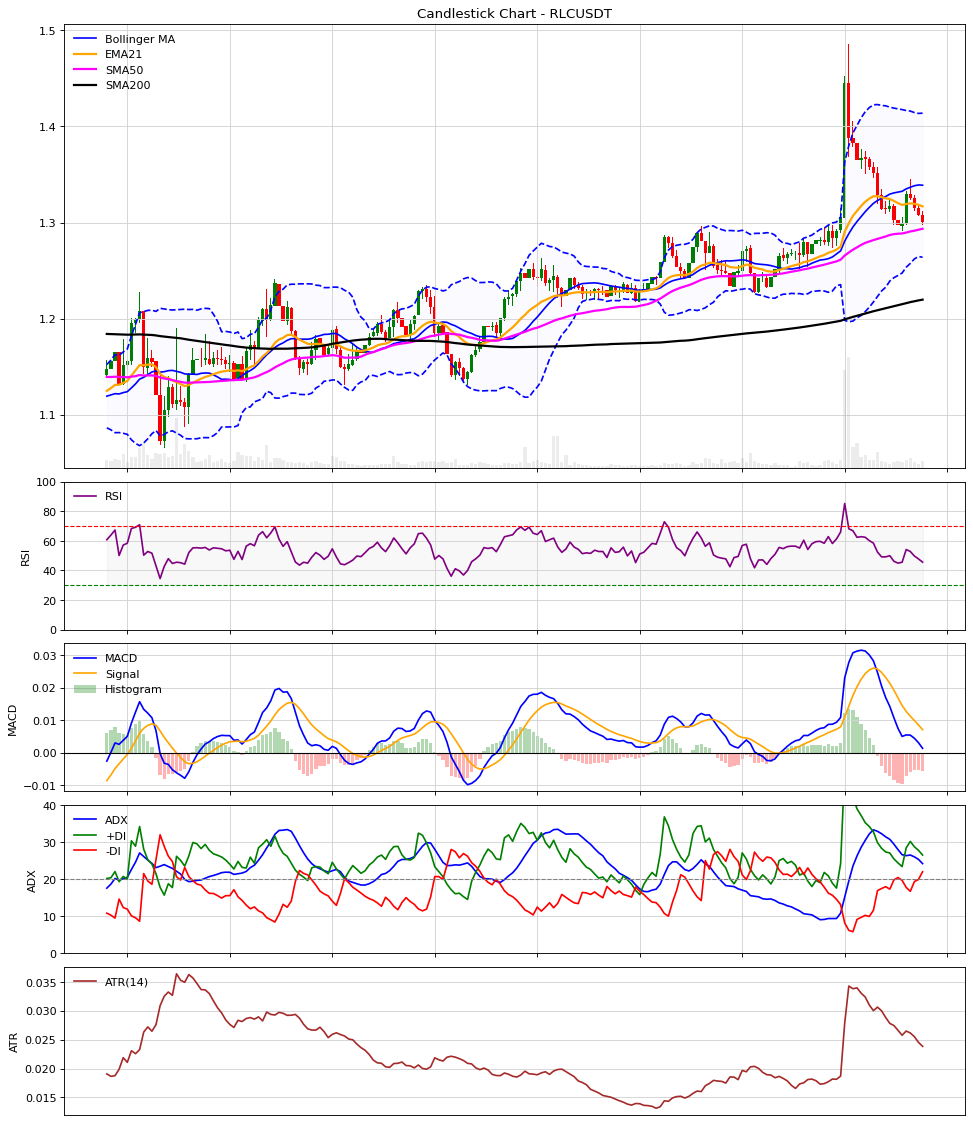 Candlestick Chart - RLCUSDT
Bollinger MA
EMA21
SMA50
SMA200
1.5
1.4
1.3
1.2
1.1
RSI
RSI
100
80
60
40
20
0
MACD
Signal
Histogram
MACD
0.03
0.02
0.01
0.00
−0.01
ADX
+DI
-DI
ADX
40
30
20
10
0
ATR(14)
ATR
0.035
0.030
0.025
0.020
0.015